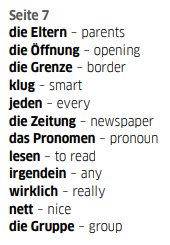 Seite 7
die Eltern – parents
die Öffnung – opening
die Grenze – border
klug – smart
jeden – every
die Zeitung – newspaper
das Pronomen – pronoun
lesen – to read
irgendein – any
wirklich – really
nett – nice
die Gruppe – group